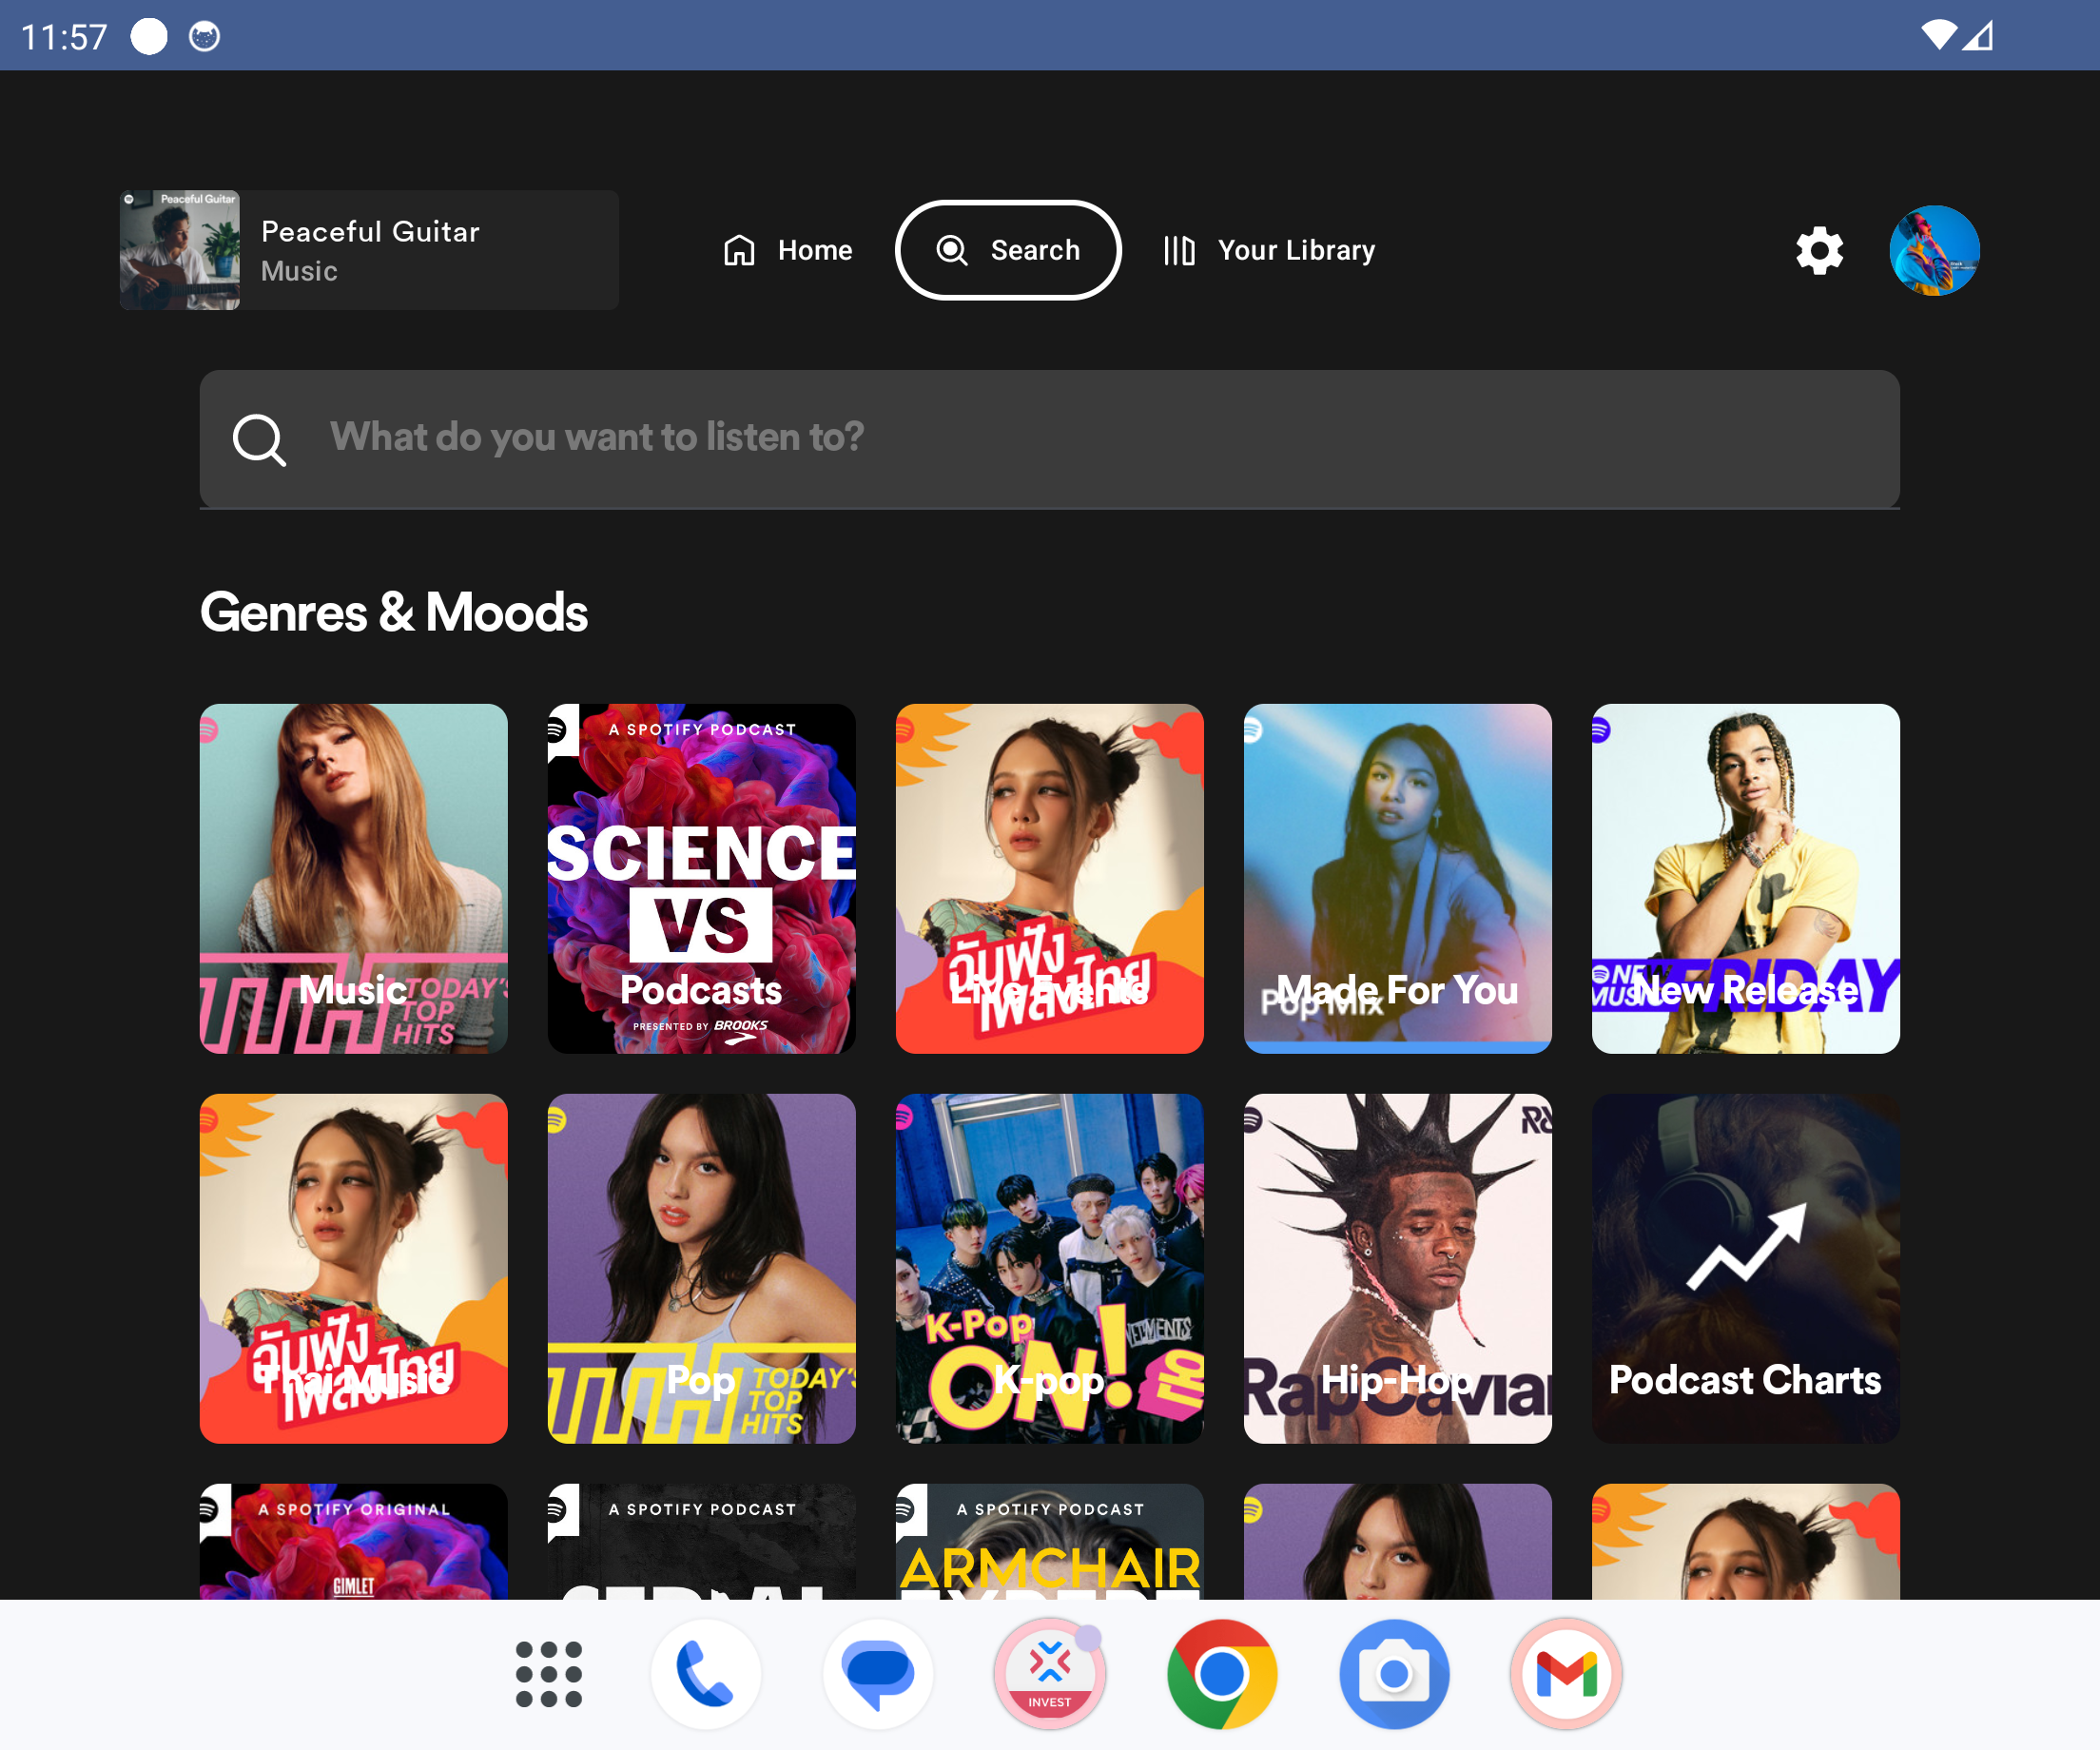 11:57
Peaceful Guitar
Peaceful Guitar
Music
Home
Search
Your Library
What do you want to listen to?
Genres & Moods
TODAY'S
TOP
HITS
Music
A SPOTIFY PODCAST
SCIENCE
VS
Podcasts
PRESENTED BY BROOKS
ฉันฟัง
เพลงไทย
Live Events
Made For You
Pop Mix
NEW
MUSIC
FRIDAY
New Release
ฉันฟัง
เพลงไทย
Thai Music
TODAY'S
TOP
HITS
Pop
K-Pop
ON!
K-pop
RapCaviar
Hip-Hop
Podcast Charts
A SPOTIFY ORIGINAL
GIMLET
A SPOTIFY PODCAST
SERIAL
A SPOTIFY PODCAST
ARMCHAIR
EXPERT
INVEST